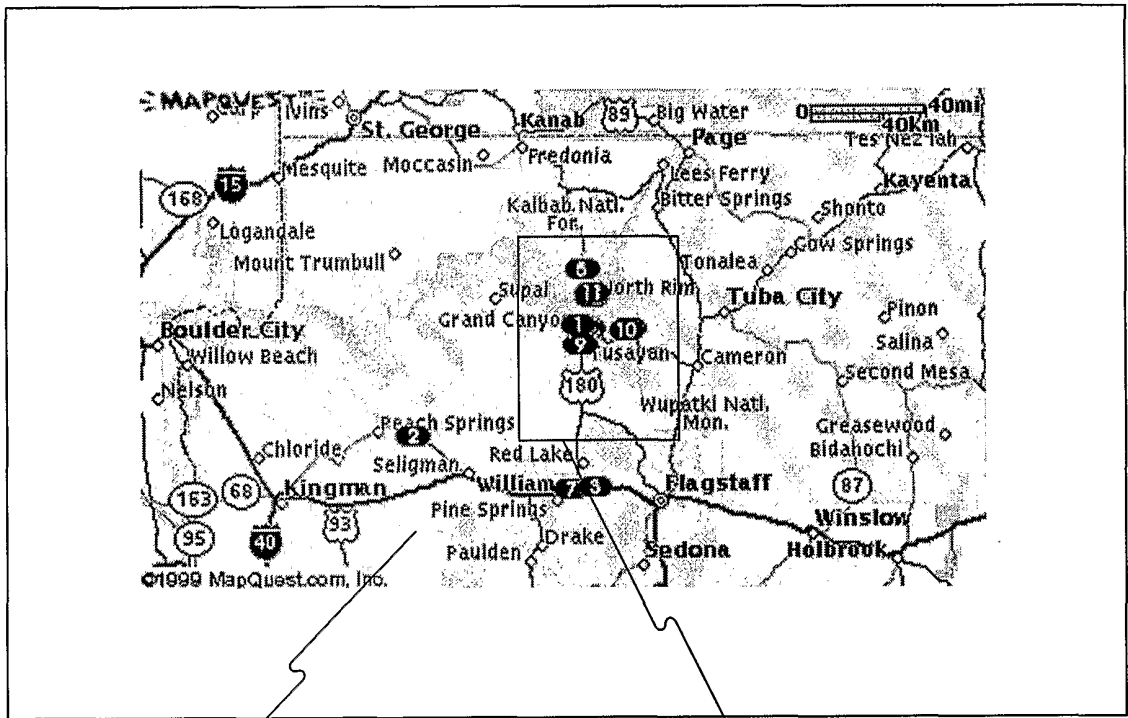 MAPQUEST
Ivins
St. George
Kanab
89
Big Water
0
40mi
40km
Page
Tes Nez Iah
Mesquite
Moccasin
Fredonia
Lees Ferry
Kayenta
15
168
Kaibab Natl.
For.
Bitter Springs
Shonto
Logandale
Mount Trumbull
Tonalea
Cow Springs
Supai
11
North Rim
Tuba City
Pinon
Grand Canyo
1
10
Boulder City
Willow Beach
9
Tusayan
Cameron
Salina
Second Mesa
Nelson
180
Wupatki Natl.
Mon.
Peach Springs
2
Chloride
Seligman
Red Lake
Greasewood
Bidahochi
163
68
Kingman
William
7
3
Flagstaff
87
Pine Springs
Winslow
95
40
93
Paulden
Drake
Sedona
Holbrook
©1999 MapQuest.com, Inc.